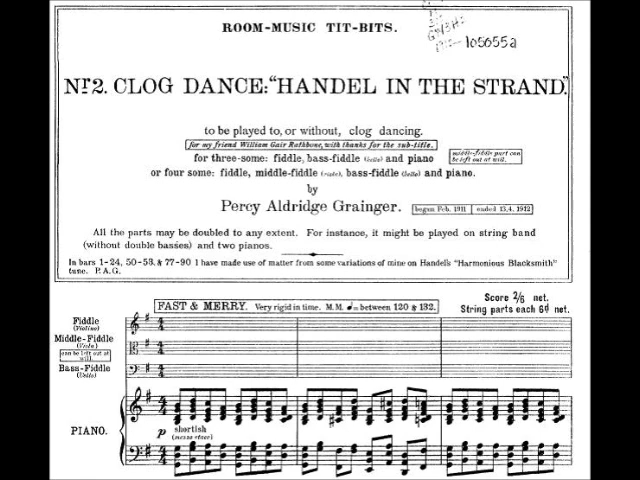 ROOM-MUSIC TIT-BITS.
105655a
Nr 2. CLOG DANCE: "HANDEL IN THE STRAND".
to be played to, or without, clog dancing.
for my friend William Gair Rathbone, with thanks for the sub-title.
for three-some: fiddle, bass-fiddle (cello) and piano
middle-fiddle part can
be left out at will.
or four some: fiddle, middle-fiddle (viola), bass-fiddle (cello) and piano.
by
Percy Aldridge Grainger.
began Feb. 1911 ended 13.4. 1912
All the parts may be doubled to any extent. For instance, it might be played on string band
(without double basses) and two pianos.
In bars 1-24, 50-53, & 77-90 I have made use of matter from some variations of mine on Handel's "Harmonious Blacksmith"
tune. P. A. G.
Score 2/6 net.
String parts each 6d net.
FAST & MERRY. Very rigid in time. M. M. ♩= between 120 & 132.
Fiddle
(Violin)
Middle-Fiddle
(Viola)
can be left out at
will.
Bass-Fiddle
(Cello)
PIANO.
p shortish